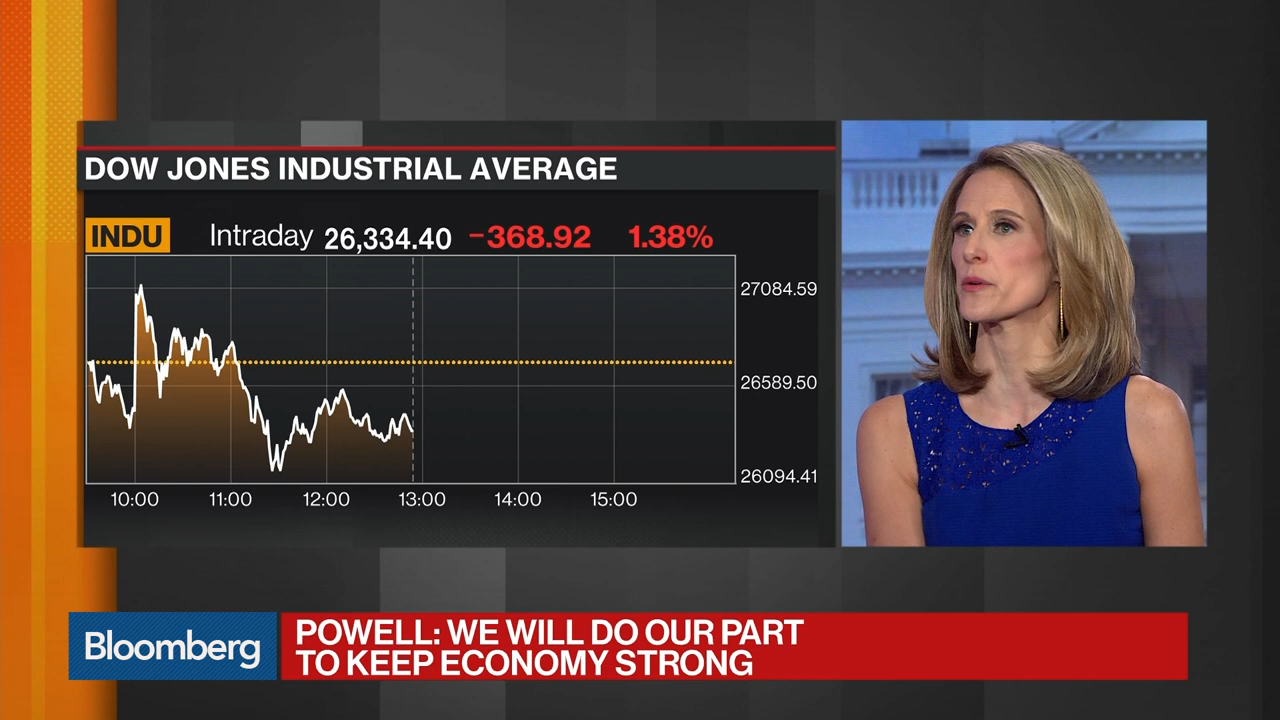 DOW JONES INDUSTRIAL AVERAGE
INDU Intraday 26,334.40 -368.92 1.38%
27084.59
26589.50
26094.41
10:00 11:00 12:00 13:00 14:00 15:00
Bloomberg
POWELL: WE WILL DO OUR PART
TO KEEP ECONOMY STRONG